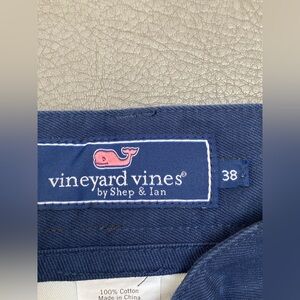 vineyard vines®
by Shep & Ian
38
100% Cotton
Made in China